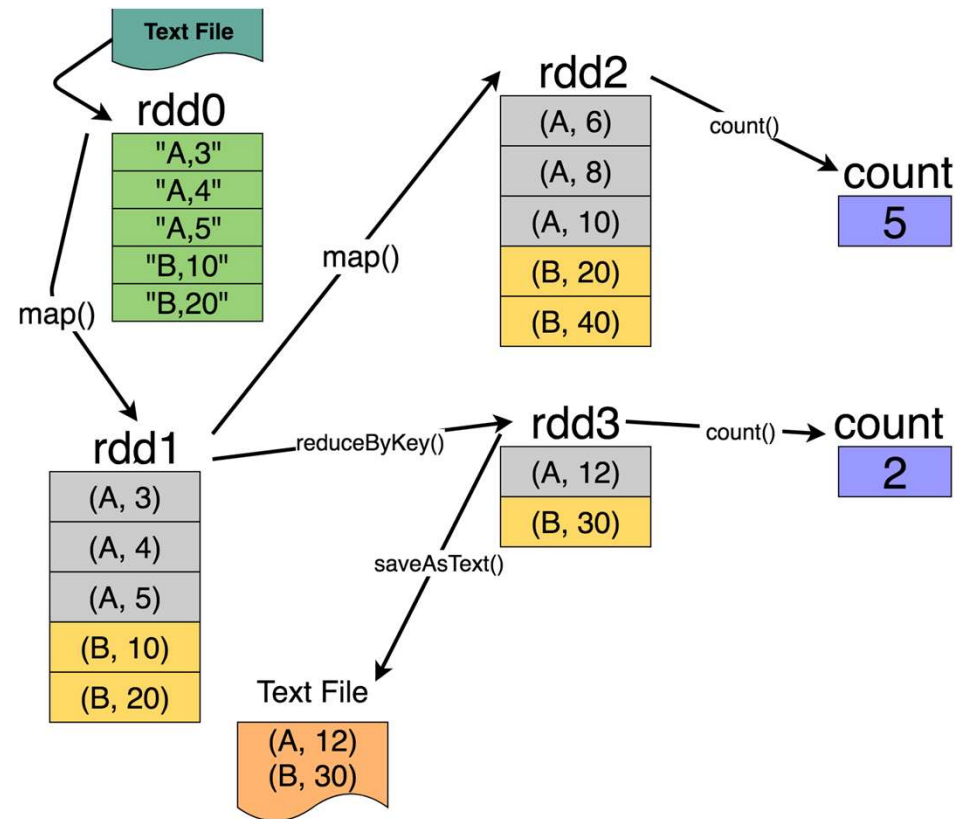 Text File
rdd0
"A,3"
"A,4"
"A,5"
"B,10"
"B,20"
map()
rdd1
(A, 3)
(A, 4)
(A, 5)
(B, 10)
(B, 20)
map()
rdd2
(A, 6)
(A, 8)
(A, 10)
(B, 20)
(B, 40)
count()
count
5
reduceByKey()
rdd3
(A, 12)
(B, 30)
count()
count
2
saveAsText()
Text File
(A, 12)
(B, 30)